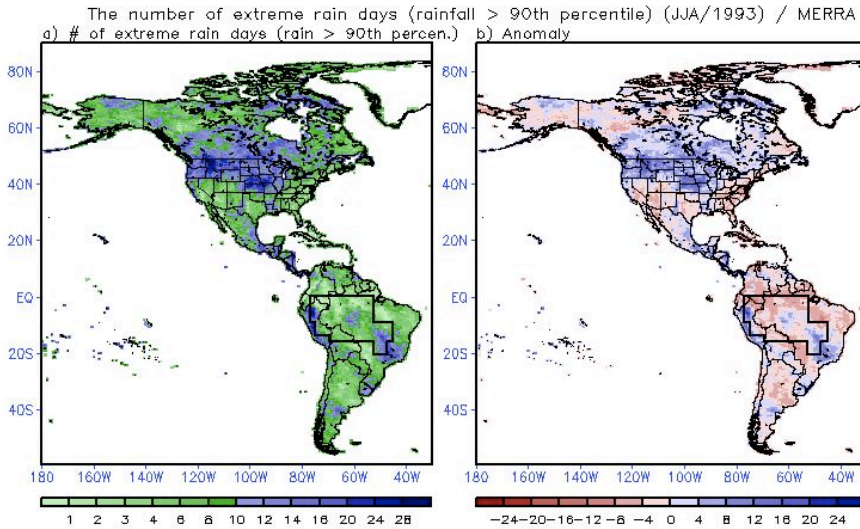 The number of extreme rain days (rainfall > 90th percentile) (JJA/1993) / MERRA
a) # of extreme rain days (rain > 90th percen.) b) Anomaly
80N 80N
60N 60N
40N 40N
20N 20N
EQ EQ
20S 20S
40S 40S
180 160W 140W 120W 100W 80W 60W 40W 180 160W 140W 120W 100W 80W 60W 40W
1 2 3 4 6 8 10 12 14 16 20 24 28 -24 -20 -16 -12 -8 -4 0 4 8 12 16 20 24